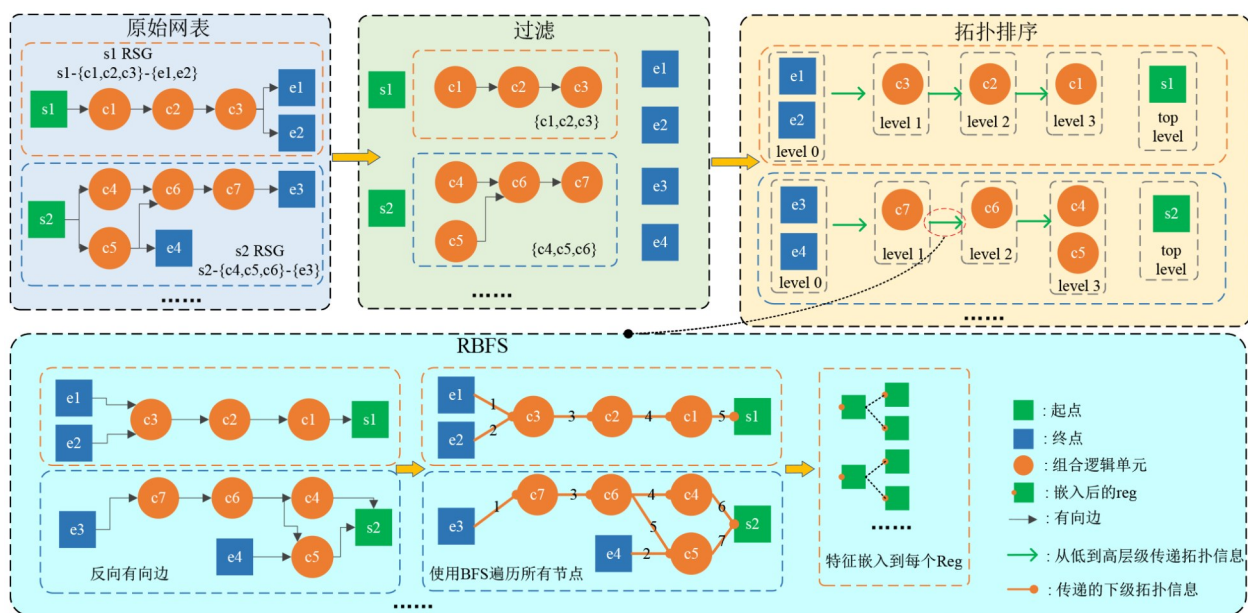 原始网表
s1 RSG
s1-{c1,c2,c3}-{e1,e2}
s1
c1
c2
c3
e1
e2
s2
c4
c6
c7
e3
c5
e4
s2 RSG
s2-{c4,c5,c6}-{e3}
......
过滤
s1
c1
c2
c3
{c1,c2,c3}
s2
c4
c6
c7
c5
{c4,c5,c6}
e1
e2
e3
e4
......
拓扑排序
e1
e2
level 0
c3
level 1
c2
level 2
c1
level 3
s1
top
level
e3
e4
level 0
c7
level 1
c6
level 2
c4
c5
level 3
s2
top
level
......
RBFS
e1
e2
c3
c2
c1
s1
e3
c7
c6
c4
e4
c5
s2
反向有向边
e1
1
e2
2
c3
3
c2
4
c1
5
s1
e3
1
c7
3
c6
4
c4
6
5
e4
2
c5
7
s2
使用BFS遍历所有节点
......
......
特征嵌入到每个Reg
: 起点
: 终点
: 组合逻辑单元
: 嵌入后的reg
: 有向边
: 从低到高层级传递拓扑信息
: 传递的下级拓扑信息